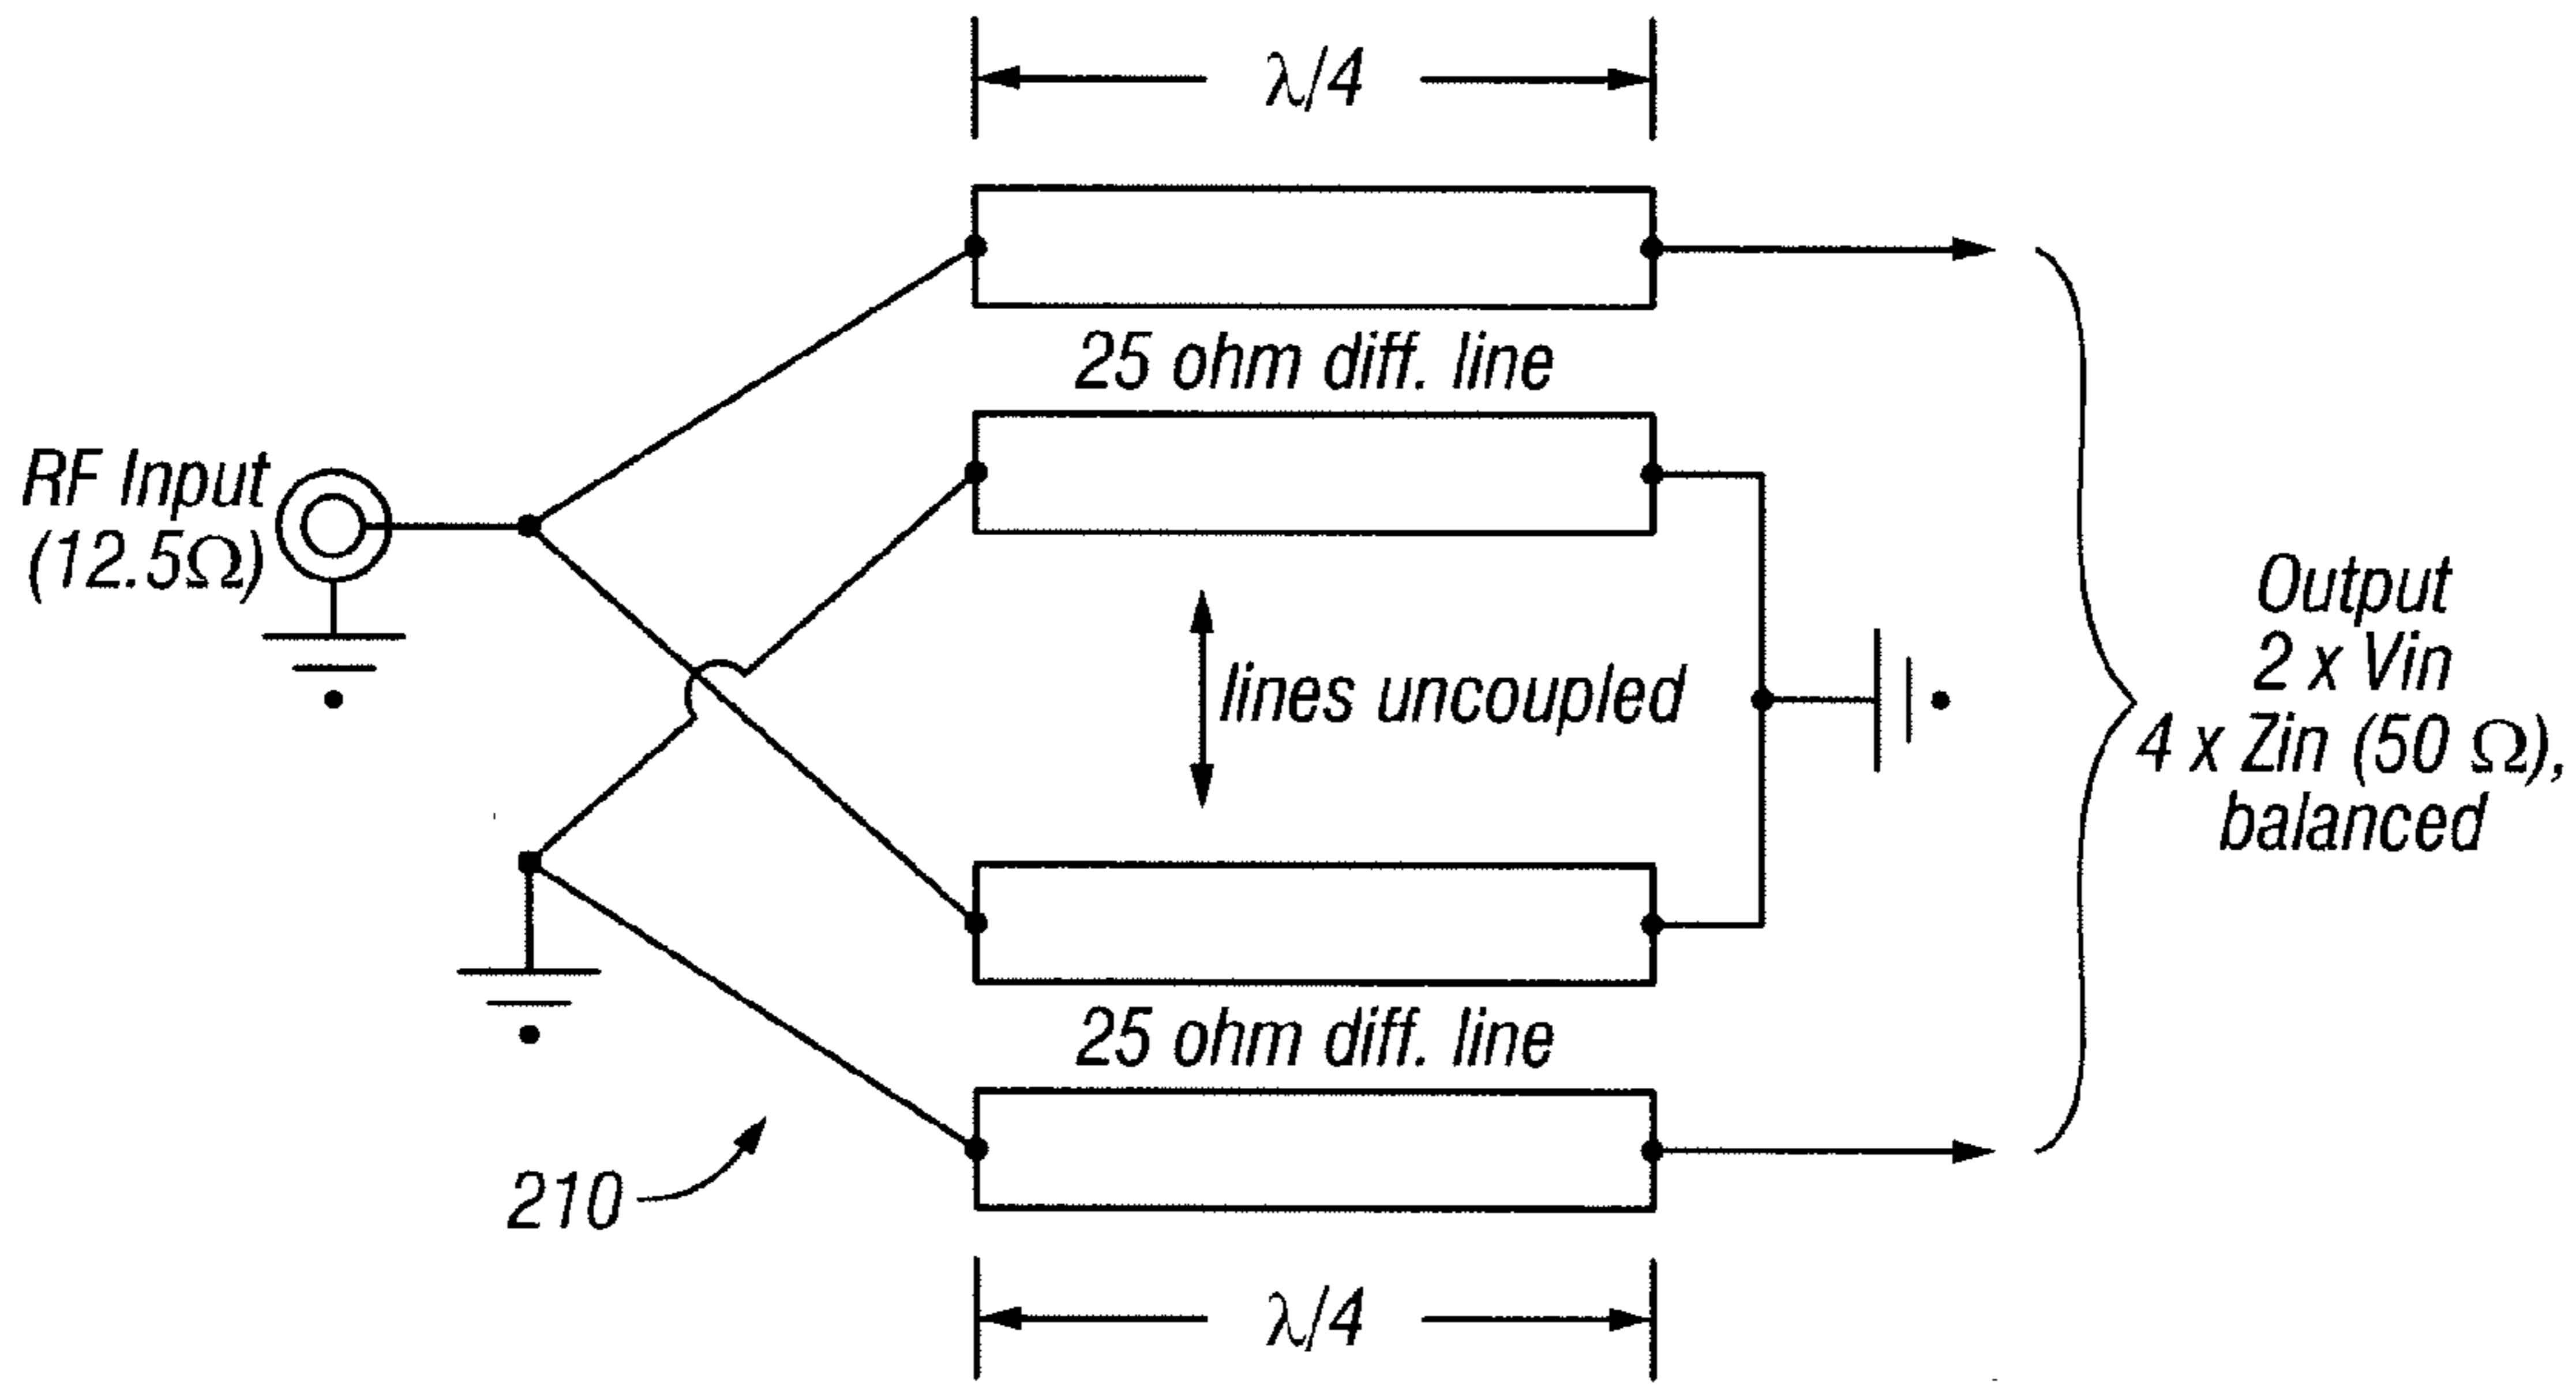 λ/4
25 ohm diff. line
RF Input
(12.5Ω)
lines uncoupled
Output
2 x Vin
4 x Zin (50 Ω),
balanced
25 ohm diff. line
210
λ/4